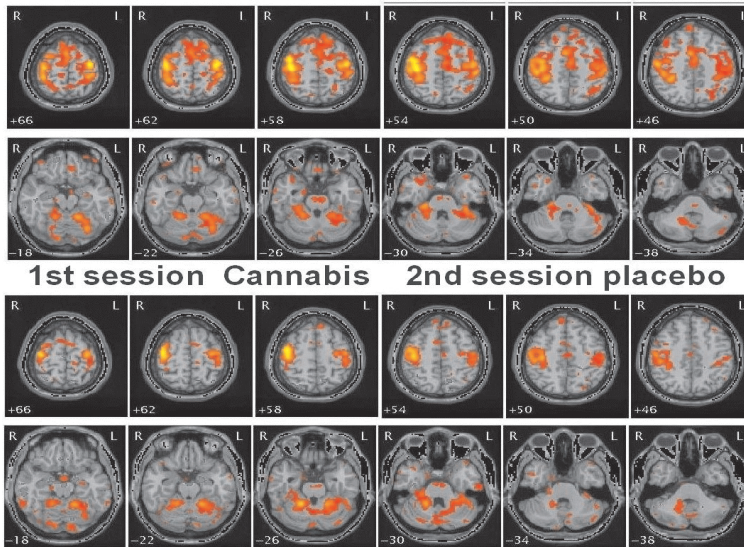 R L R L R L R L R L R L
+66 +62 +58 +54 +50 +46
R L R L R L R L R L R L
−18 −22 −26 −30 −34 −38
1st session Cannabis 2nd session placebo
R L R L R L R L R L R L
+66 +62 +58 +54 +50 +46
R L R L R L R L R L R L
−18 −22 −26 −30 −34 −38